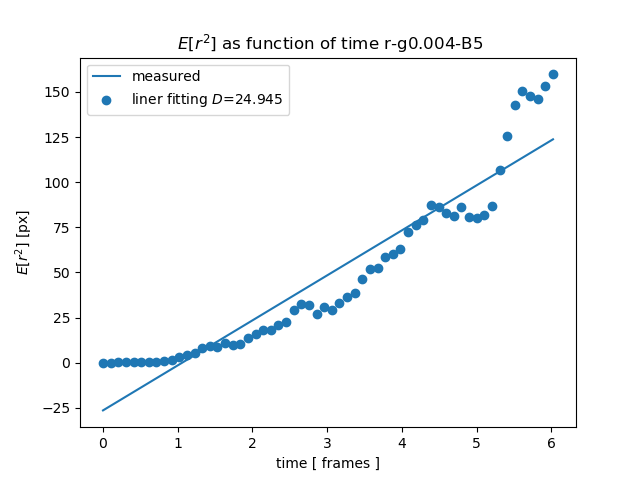 E[r²] as function of time r-g0.004-B5
measured
liner fitting D=24.945
E[r²] [px]
150
125
100
75
50
25
0
−25
0 1 2 3 4 5 6
time [ frames ]